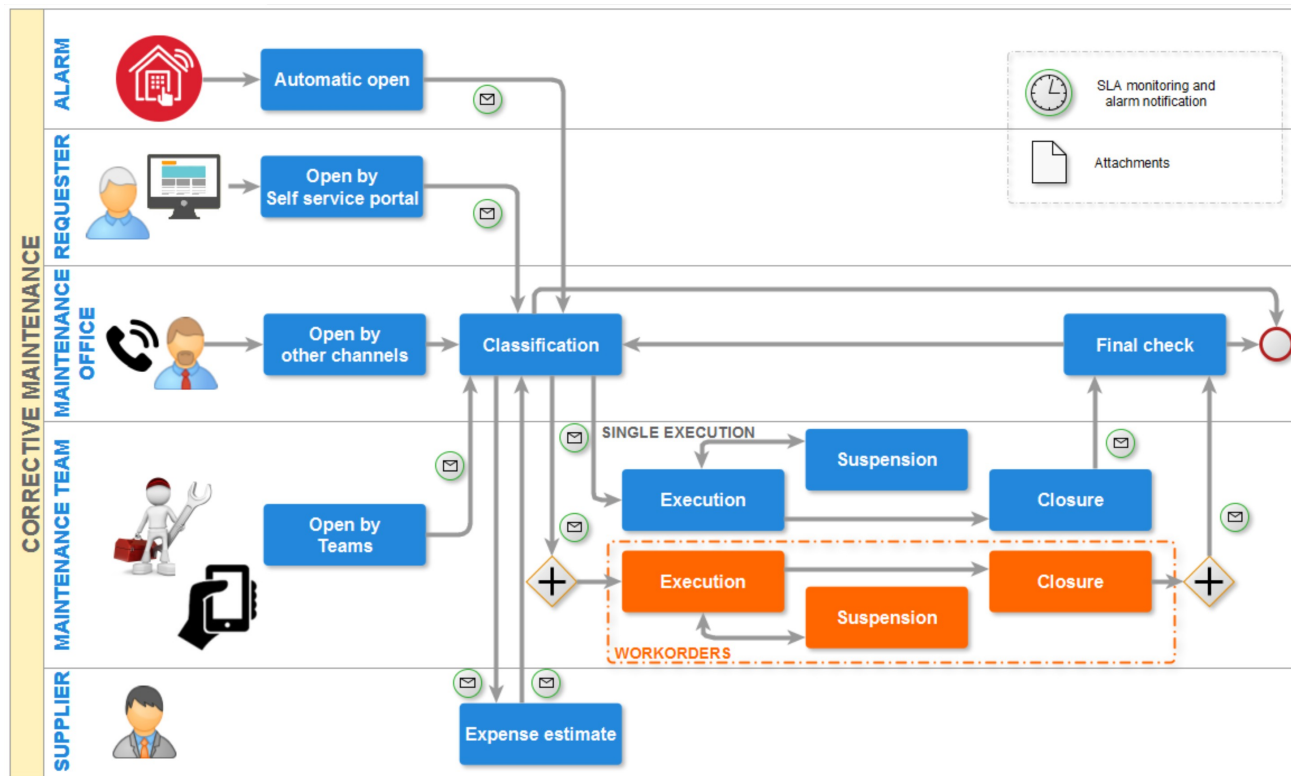 CORRECTIVE MAINTENANCE
ALARM
Automatic open
SLA monitoring and
alarm notification
Attachments
REQUESTER
Open by
Self service portal
MAINTENANCE
OFFICE
Open by
other channels
Classification
Final check
MAINTENANCE TEAM
SINGLE EXECUTION
Suspension
Execution
Closure
Open by
Teams
Execution
Closure
Suspension
WORKORDERS
SUPPLIER
Expense estimate